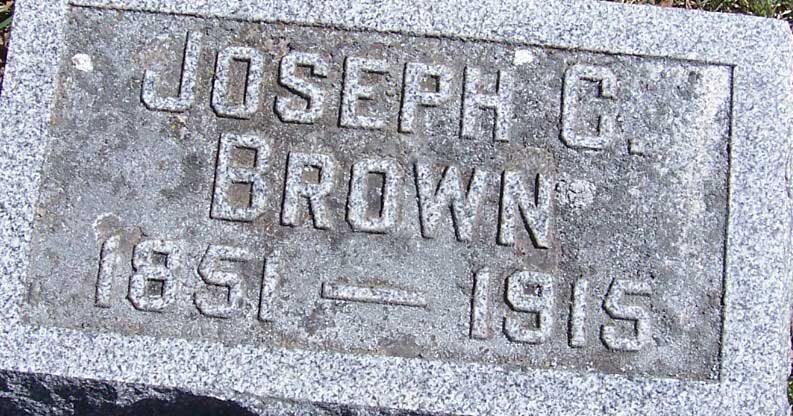 JOSEPH C.
BROWN
1851 — 1915